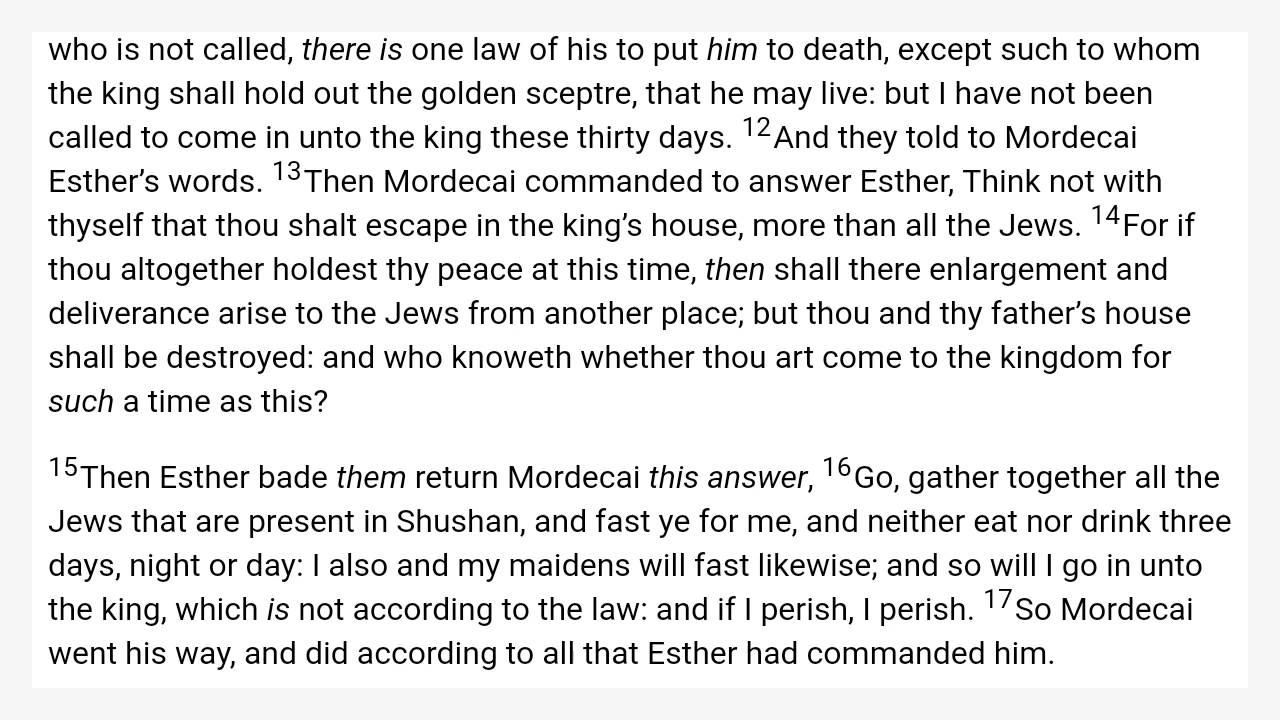 who is not called, there is one law of his to put him to death, except such to whom
the king shall hold out the golden sceptre, that he may live: but I have not been
called to come in unto the king these thirty days. 12And they told to Mordecai
Esther’s words. 13Then Mordecai commanded to answer Esther, Think not with
thyself that thou shalt escape in the king’s house, more than all the Jews. 14For if
thou altogether holdest thy peace at this time, then shall there enlargement and
deliverance arise to the Jews from another place; but thou and thy father’s house
shall be destroyed: and who knoweth whether thou art come to the kingdom for
such a time as this?
15Then Esther bade them return Mordecai this answer, 16Go, gather together all the
Jews that are present in Shushan, and fast ye for me, and neither eat nor drink three
days, night or day: I also and my maidens will fast likewise; and so will I go in unto
the king, which is not according to the law: and if I perish, I perish. 17So Mordecai
went his way, and did according to all that Esther had commanded him.